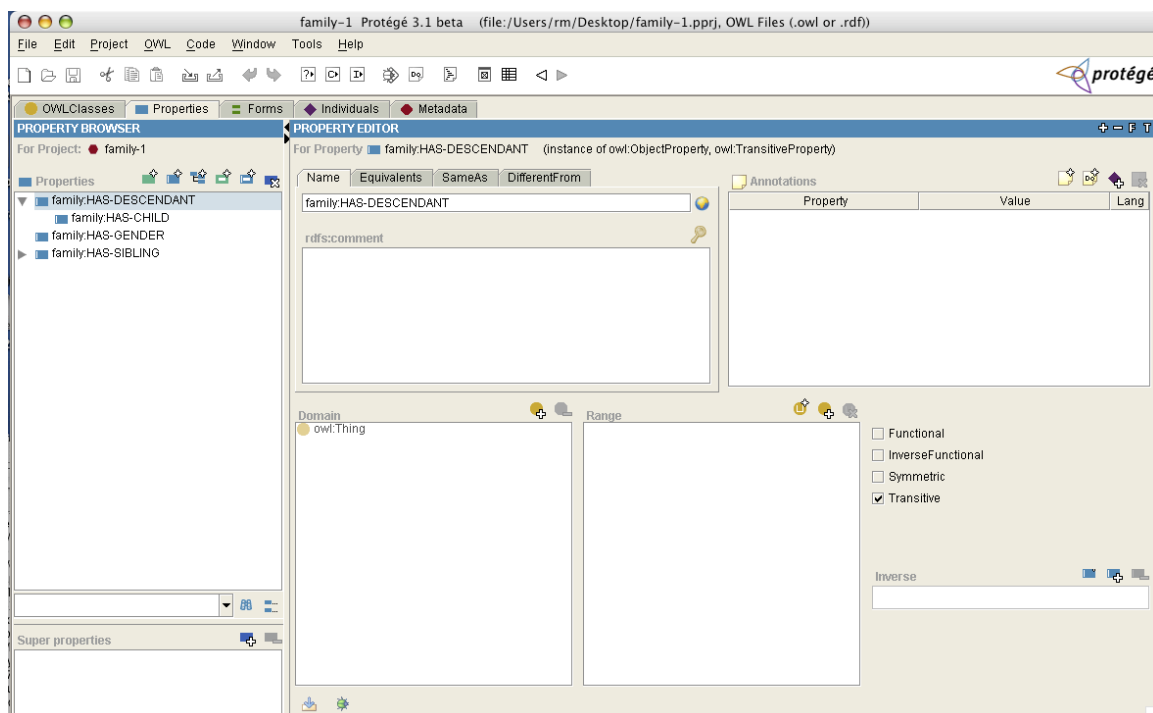 family-1 Protégé 3.1 beta (file:/Users/rm/Desktop/family-1.pprj, OWL Files (.owl or .rdf))
File Edit Project OWL Code Window Tools Help
protégé
OWLClasses Properties Forms Individuals Metadata
PROPERTY BROWSER
For Project: family-1
Properties
family:HAS-DESCENDANT
family:HAS-CHILD
family:HAS-GENDER
family:HAS-SIBLING
Super properties
PROPERTY EDITOR
F T
For Property family:HAS-DESCENDANT (instance of owl:ObjectProperty, owl:TransitiveProperty)
Name Equivalents SameAs DifferentFrom
family:HAS-DESCENDANT
rdfs:comment
Annotations
Property Value Lang
Domain
owl:Thing
Range
Functional
InverseFunctional
Symmetric
Transitive
Inverse